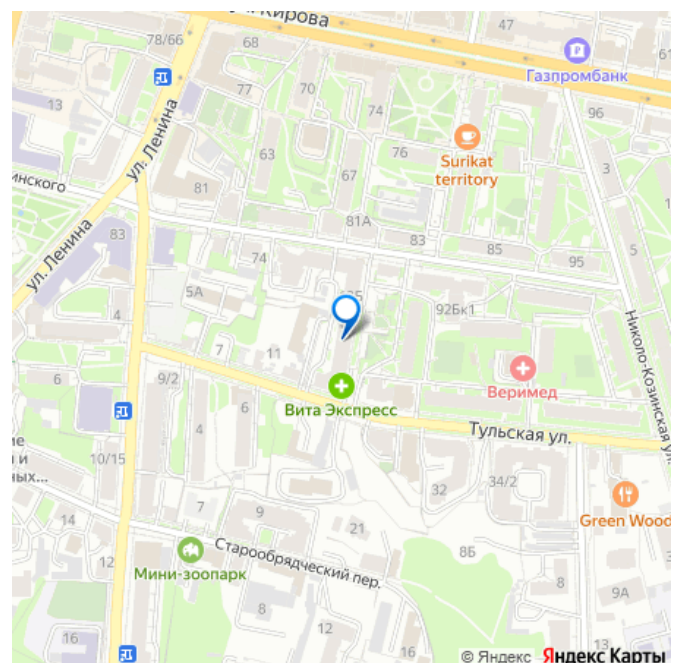 ул. Кирова
47
78/66
68
Газпромбанк
77
70
13
74
96
ул. Ленина
63
76
Surikat
territory
3
67
инского
81
81А
83
83
85
5
ул. Ленина
74
95
5А
92Бк1
4
Николо-Козинская ул.
7
11
6
9/2
Веримед
Вита Экспресс
4
6
Тульская ул.
10/15
34/2
32
7
9
14
21
Green Wood
12
Старообрядческий пер.
8Б
Мини-зоопарк
8
9А
8
12
16
16
13
© Яндекс Яндекс Карты